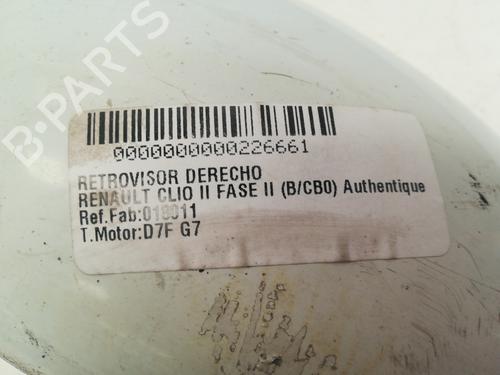 B-PARTS
0000000000226661
RETROVISOR DERECHO
RENAULT CLIO II FASE II (B/CB0) Authentique
Ref.Fab:018011
T.Motor:D7F G7